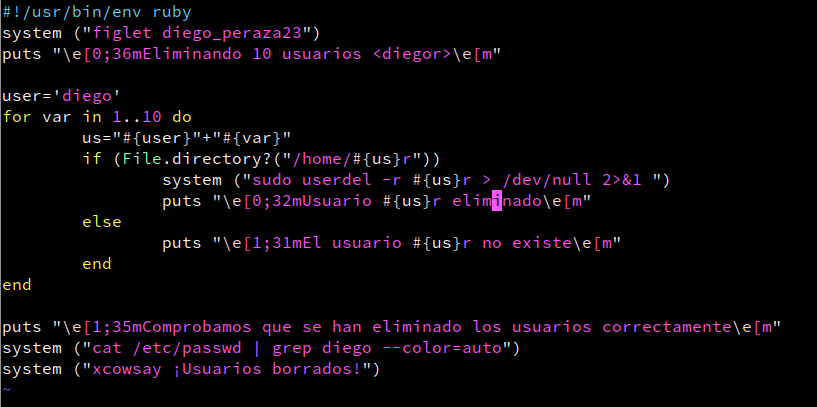 #!/usr/bin/env ruby
system ("figlet diego_peraza23")
puts "\e[0;36mEliminando 10 usuarios <diegor>\e[m"

user='diego'
for var in 1..10 do
        us="#{user}"+"#{var}"
        if (File.directory?("/home/#{us}r"))
                system ("sudo userdel -r #{us}r > /dev/null 2>&1 ")
                puts "\e[0;32mUsuario #{us}r eliminado\e[m"
        else
                puts "\e[1;31mEl usuario #{us}r no existe\e[m"
        end
end

puts "\e[1;35mComprobamos que se han eliminado los usuarios correctamente\e[m"
system ("cat /etc/passwd | grep diego --color=auto")
system ("xcowsay ¡Usuarios borrados!")
~